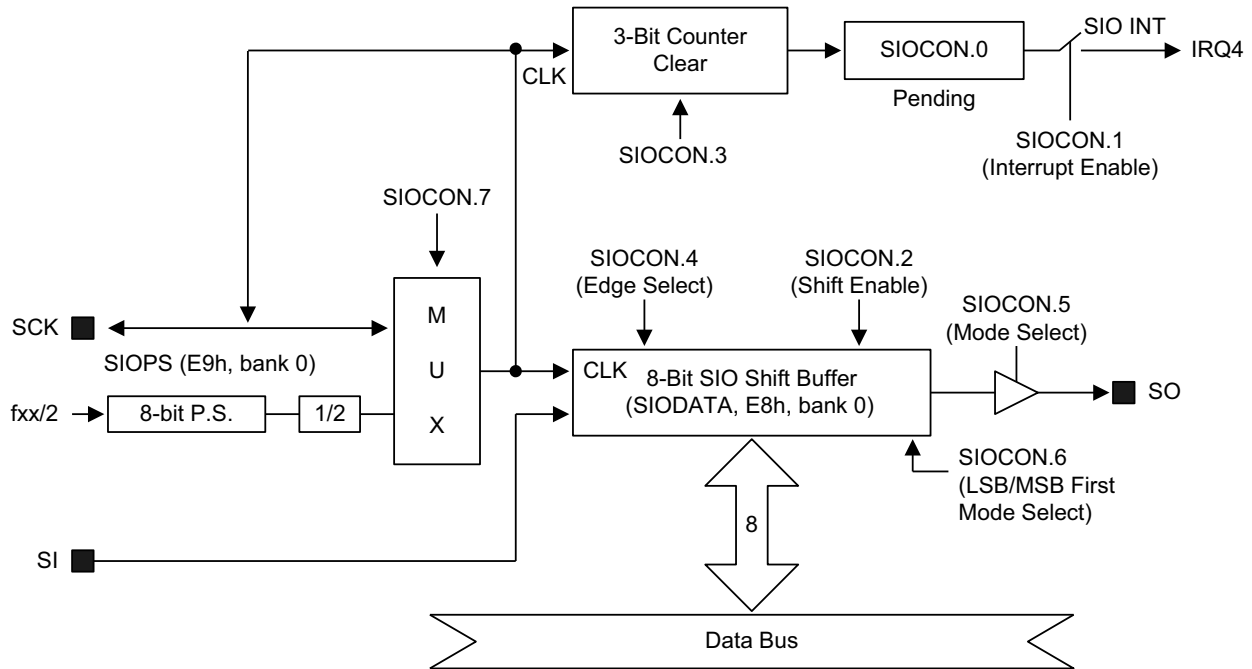 3-Bit Counter
Clear
CLK
SIOCON.0
Pending
SIO INT
IRQ4
SIOCON.3
SIOCON.1
(Interrupt Enable)
SIOCON.7
SIOCON.4
(Edge Select)
SIOCON.2
(Shift Enable)
SIOCON.5
(Mode Select)
SCK
SIOPS (E9h, bank 0)
M
U
X
fxx/2
8-bit P.S.
1/2
CLK
8-Bit SIO Shift Buffer
(SIODATA, E8h, bank 0)
SO
SIOCON.6
(LSB/MSB First
Mode Select)
8
SI
Data Bus